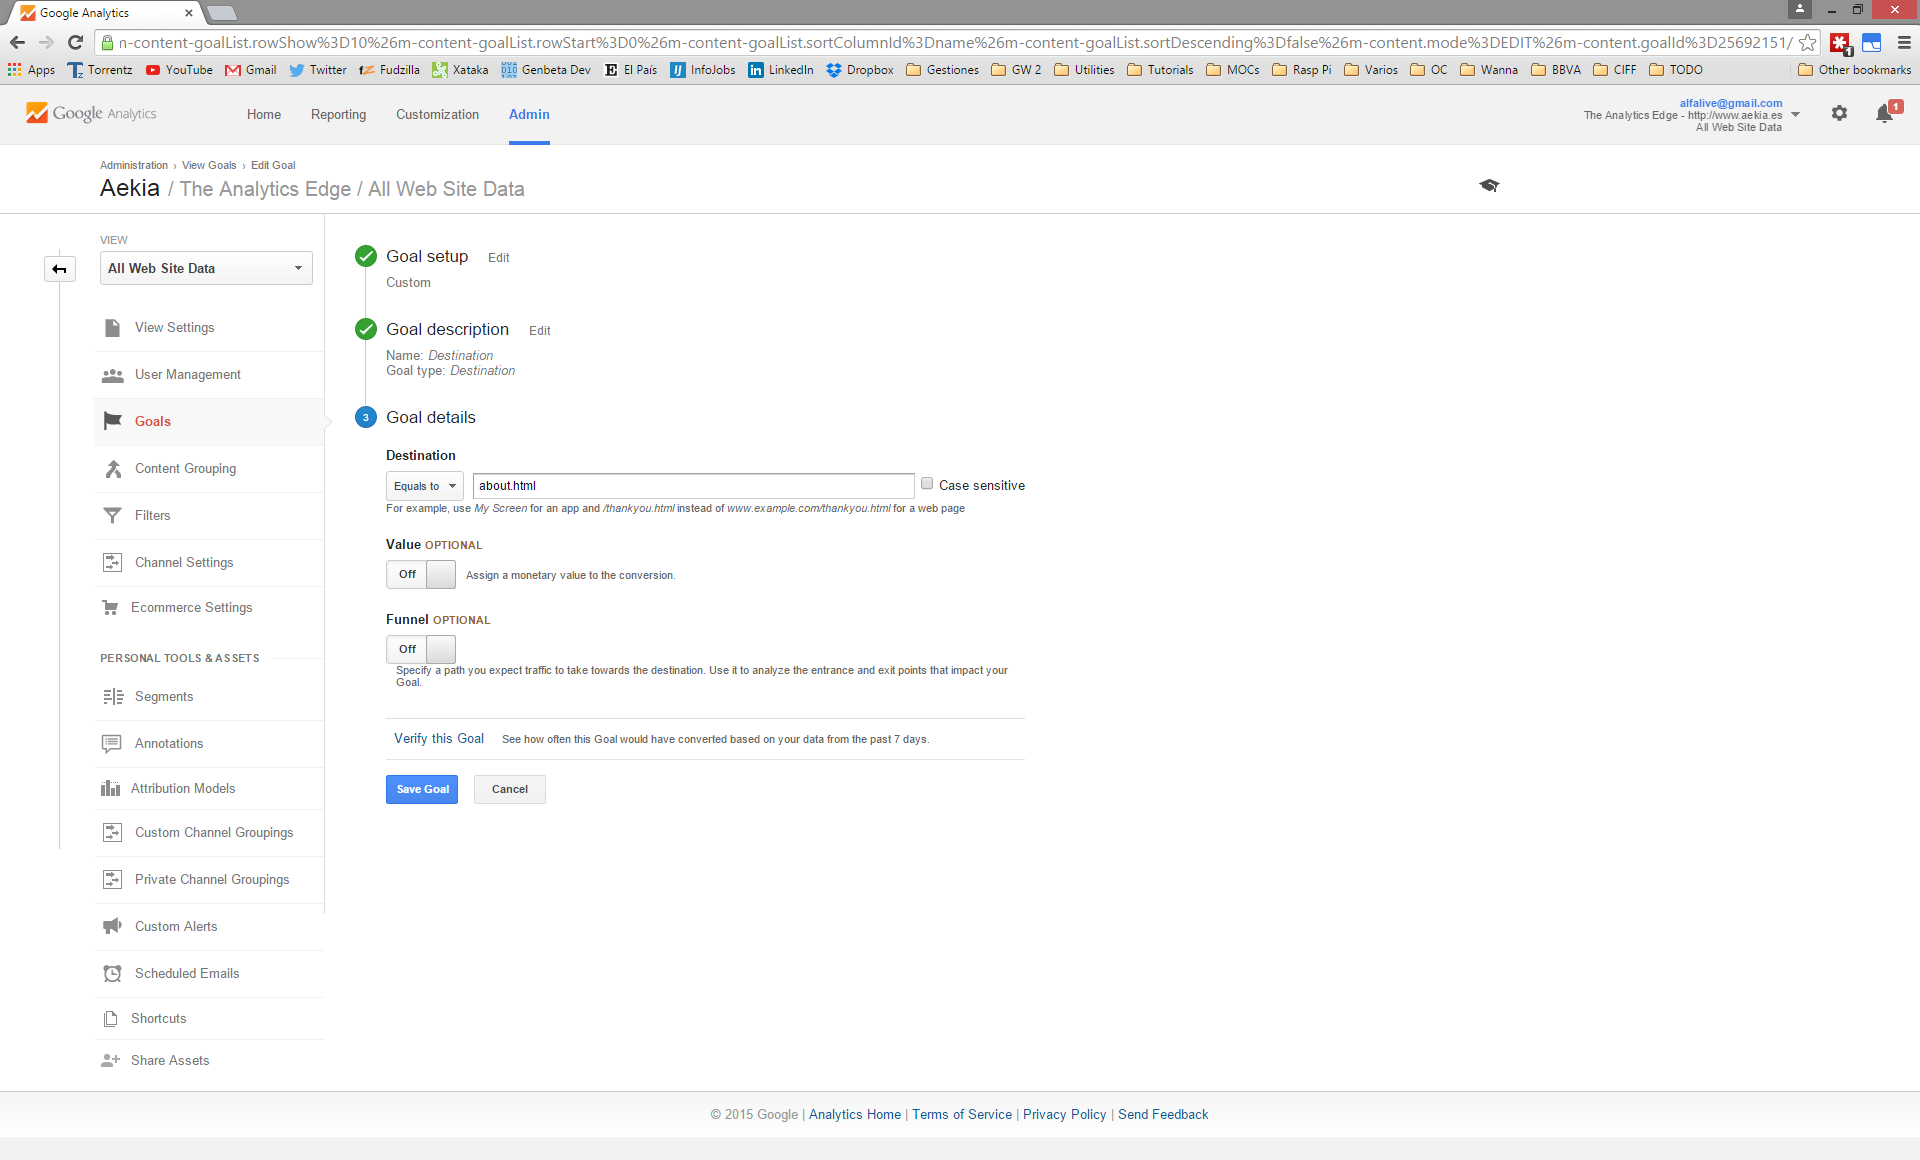 Google Analytics
n-content-goalList.rowShow%3D10%26m-content-goalList.rowStart%3D0%26m-content-goalList.sortColumnId%3Dname%26m-content-goalList.sortDescending%3Dfalse%26m-content.mode%3DEDIT%26m-content.goalId%3D25692151/
1
Apps Torrentz YouTube Gmail Twitter Fudzilla Xataka Genbeta Dev El País InfoJobs LinkedIn Dropbox Gestiones GW 2 Utilities Tutorials MOCs Rasp Pi Varios OC Wanna BBVA CIFF TODO Other bookmarks
Google Analytics Home Reporting Customization Admin
alfalive@gmail.com
The Analytics Edge - http://www.aekia.es
All Web Site Data
1
Administration › View Goals › Edit Goal
Aekia / The Analytics Edge / All Web Site Data
VIEW
All Web Site Data
View Settings
User Management
Goals
Content Grouping
Filters
Channel Settings
Ecommerce Settings
PERSONAL TOOLS & ASSETS
Segments
Annotations
Attribution Models
Custom Channel Groupings
Private Channel Groupings
Custom Alerts
Scheduled Emails
Shortcuts
Share Assets
Goal setup Edit
Custom
Goal description Edit
Name: Destination
Goal type: Destination
3 Goal details
Destination
Equals to about.html Case sensitive
For example, use My Screen for an app and /thankyou.html instead of www.example.com/thankyou.html for a web page
Value OPTIONAL
Off Assign a monetary value to the conversion.
Funnel OPTIONAL
Off
Specify a path you expect traffic to take towards the destination. Use it to analyze the entrance and exit points that impact your
Goal.
Verify this Goal See how often this Goal would have converted based on your data from the past 7 days.
Save Goal Cancel
© 2015 Google | Analytics Home | Terms of Service | Privacy Policy | Send Feedback